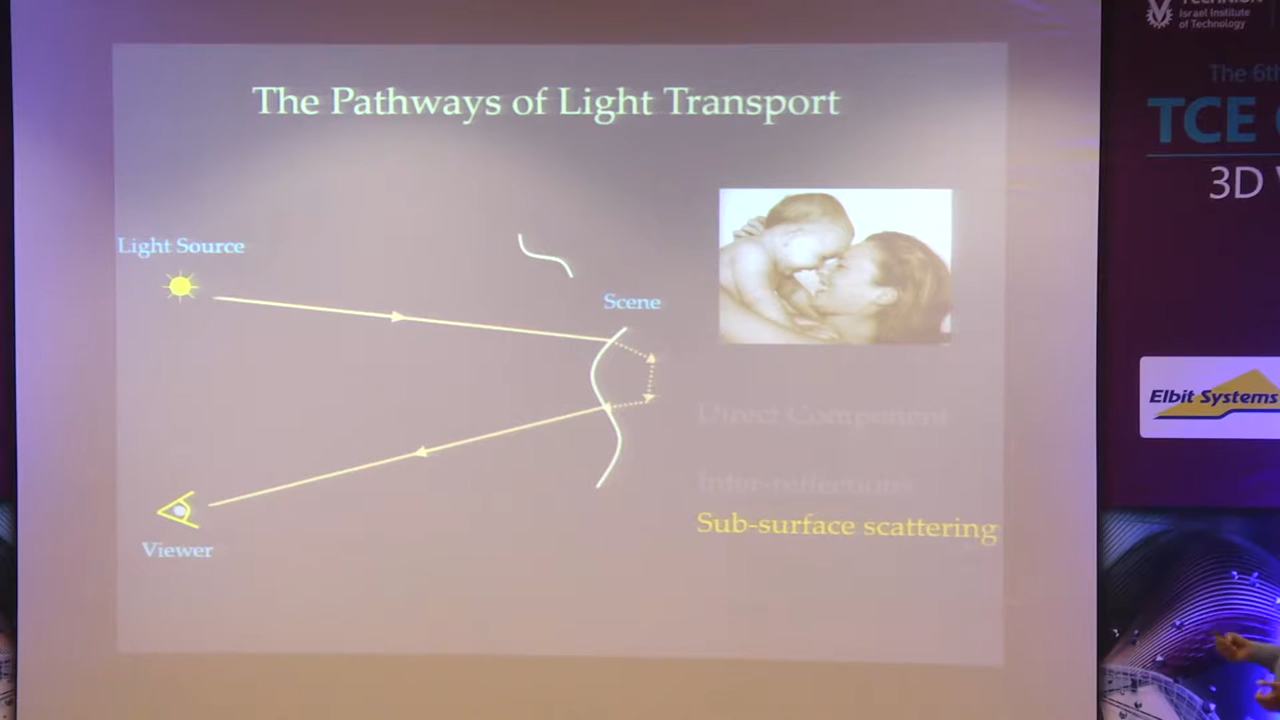 The Pathways of Light Transport
Light Source
Scene
Direct Component
Inter-reflections
Sub-surface scattering
Viewer
Israel Institute
of Technology
The 6th
TCE
3D
Elbit Systems